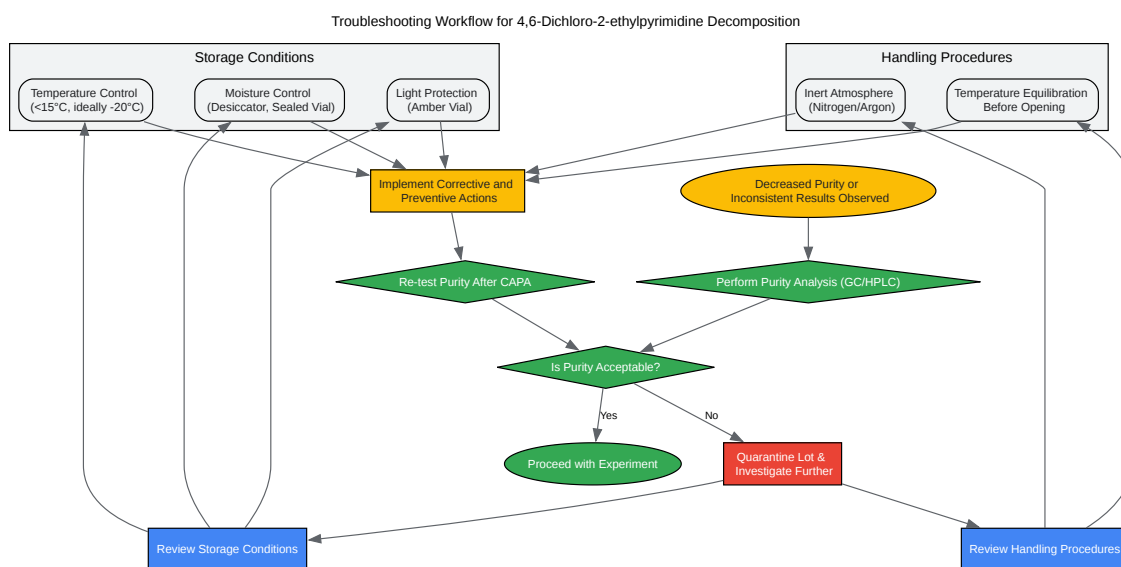 Troubleshooting Workflow for 4,6-Dichloro-2-ethylpyrimidine Decomposition
Storage Conditions
Handling Procedures
Temperature Control
(<15°C, ideally -20°C)
Moisture Control
(Desiccator, Sealed Vial)
Light Protection
(Amber Vial)
Inert Atmosphere
(Nitrogen/Argon)
Temperature Equilibration
Before Opening
Implement Corrective and
Preventive Actions
Decreased Purity or
Inconsistent Results Observed
Re-test Purity After CAPA
Perform Purity Analysis (GC/HPLC)
Is Purity Acceptable?
Yes
No
Proceed with Experiment
Quarantine Lot &
Investigate Further
Review Storage Conditions
Review Handling Procedures